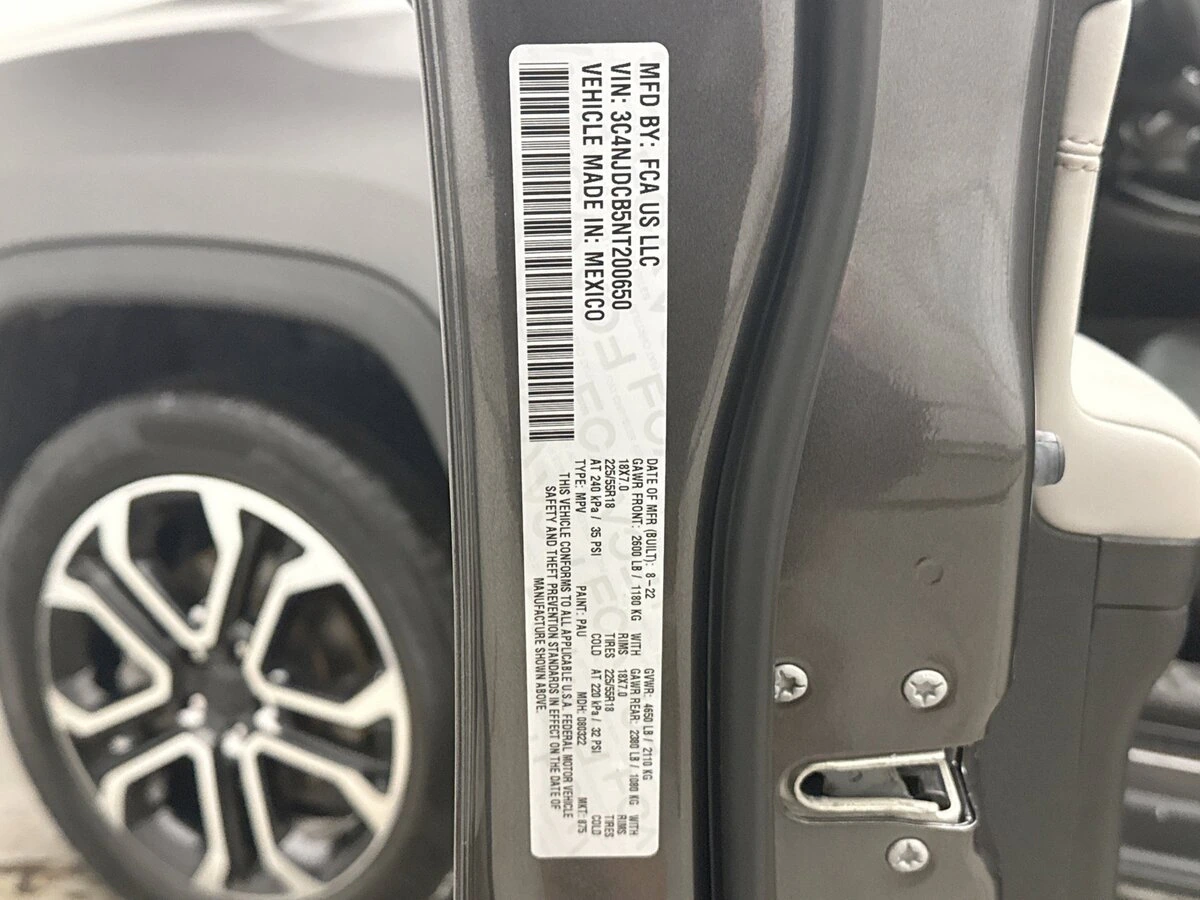 MFD BY: FCA US LLC
VIN: 3C4NJDCB5NT200650
VEHICLE MADE IN: MEXICO
DATE OF MFR (BUILT): 8-22 GVWR: 4650 LB / 2110 KG
GAWR FRONT: 2600 LB / 1180 KG WITH GAWR REAR: 2380 LB / 1080 KG WITH
18X7.0 RIMS 18X7.0 RIMS
225/55R18 TIRES 225/55R18 TIRES
AT 240 kPa / 35 PSI COLD AT 220 kPa / 32 PSI COLD
TYPE: MPV PAINT: PAU MDH: 080322 MKT: 875
THIS VEHICLE CONFORMS TO ALL APPLICABLE U.S.A. FEDERAL MOTOR VEHICLE
SAFETY AND THEFT PREVENTION STANDARDS IN EFFECT ON THE DATE OF
MANUFACTURE SHOWN ABOVE.